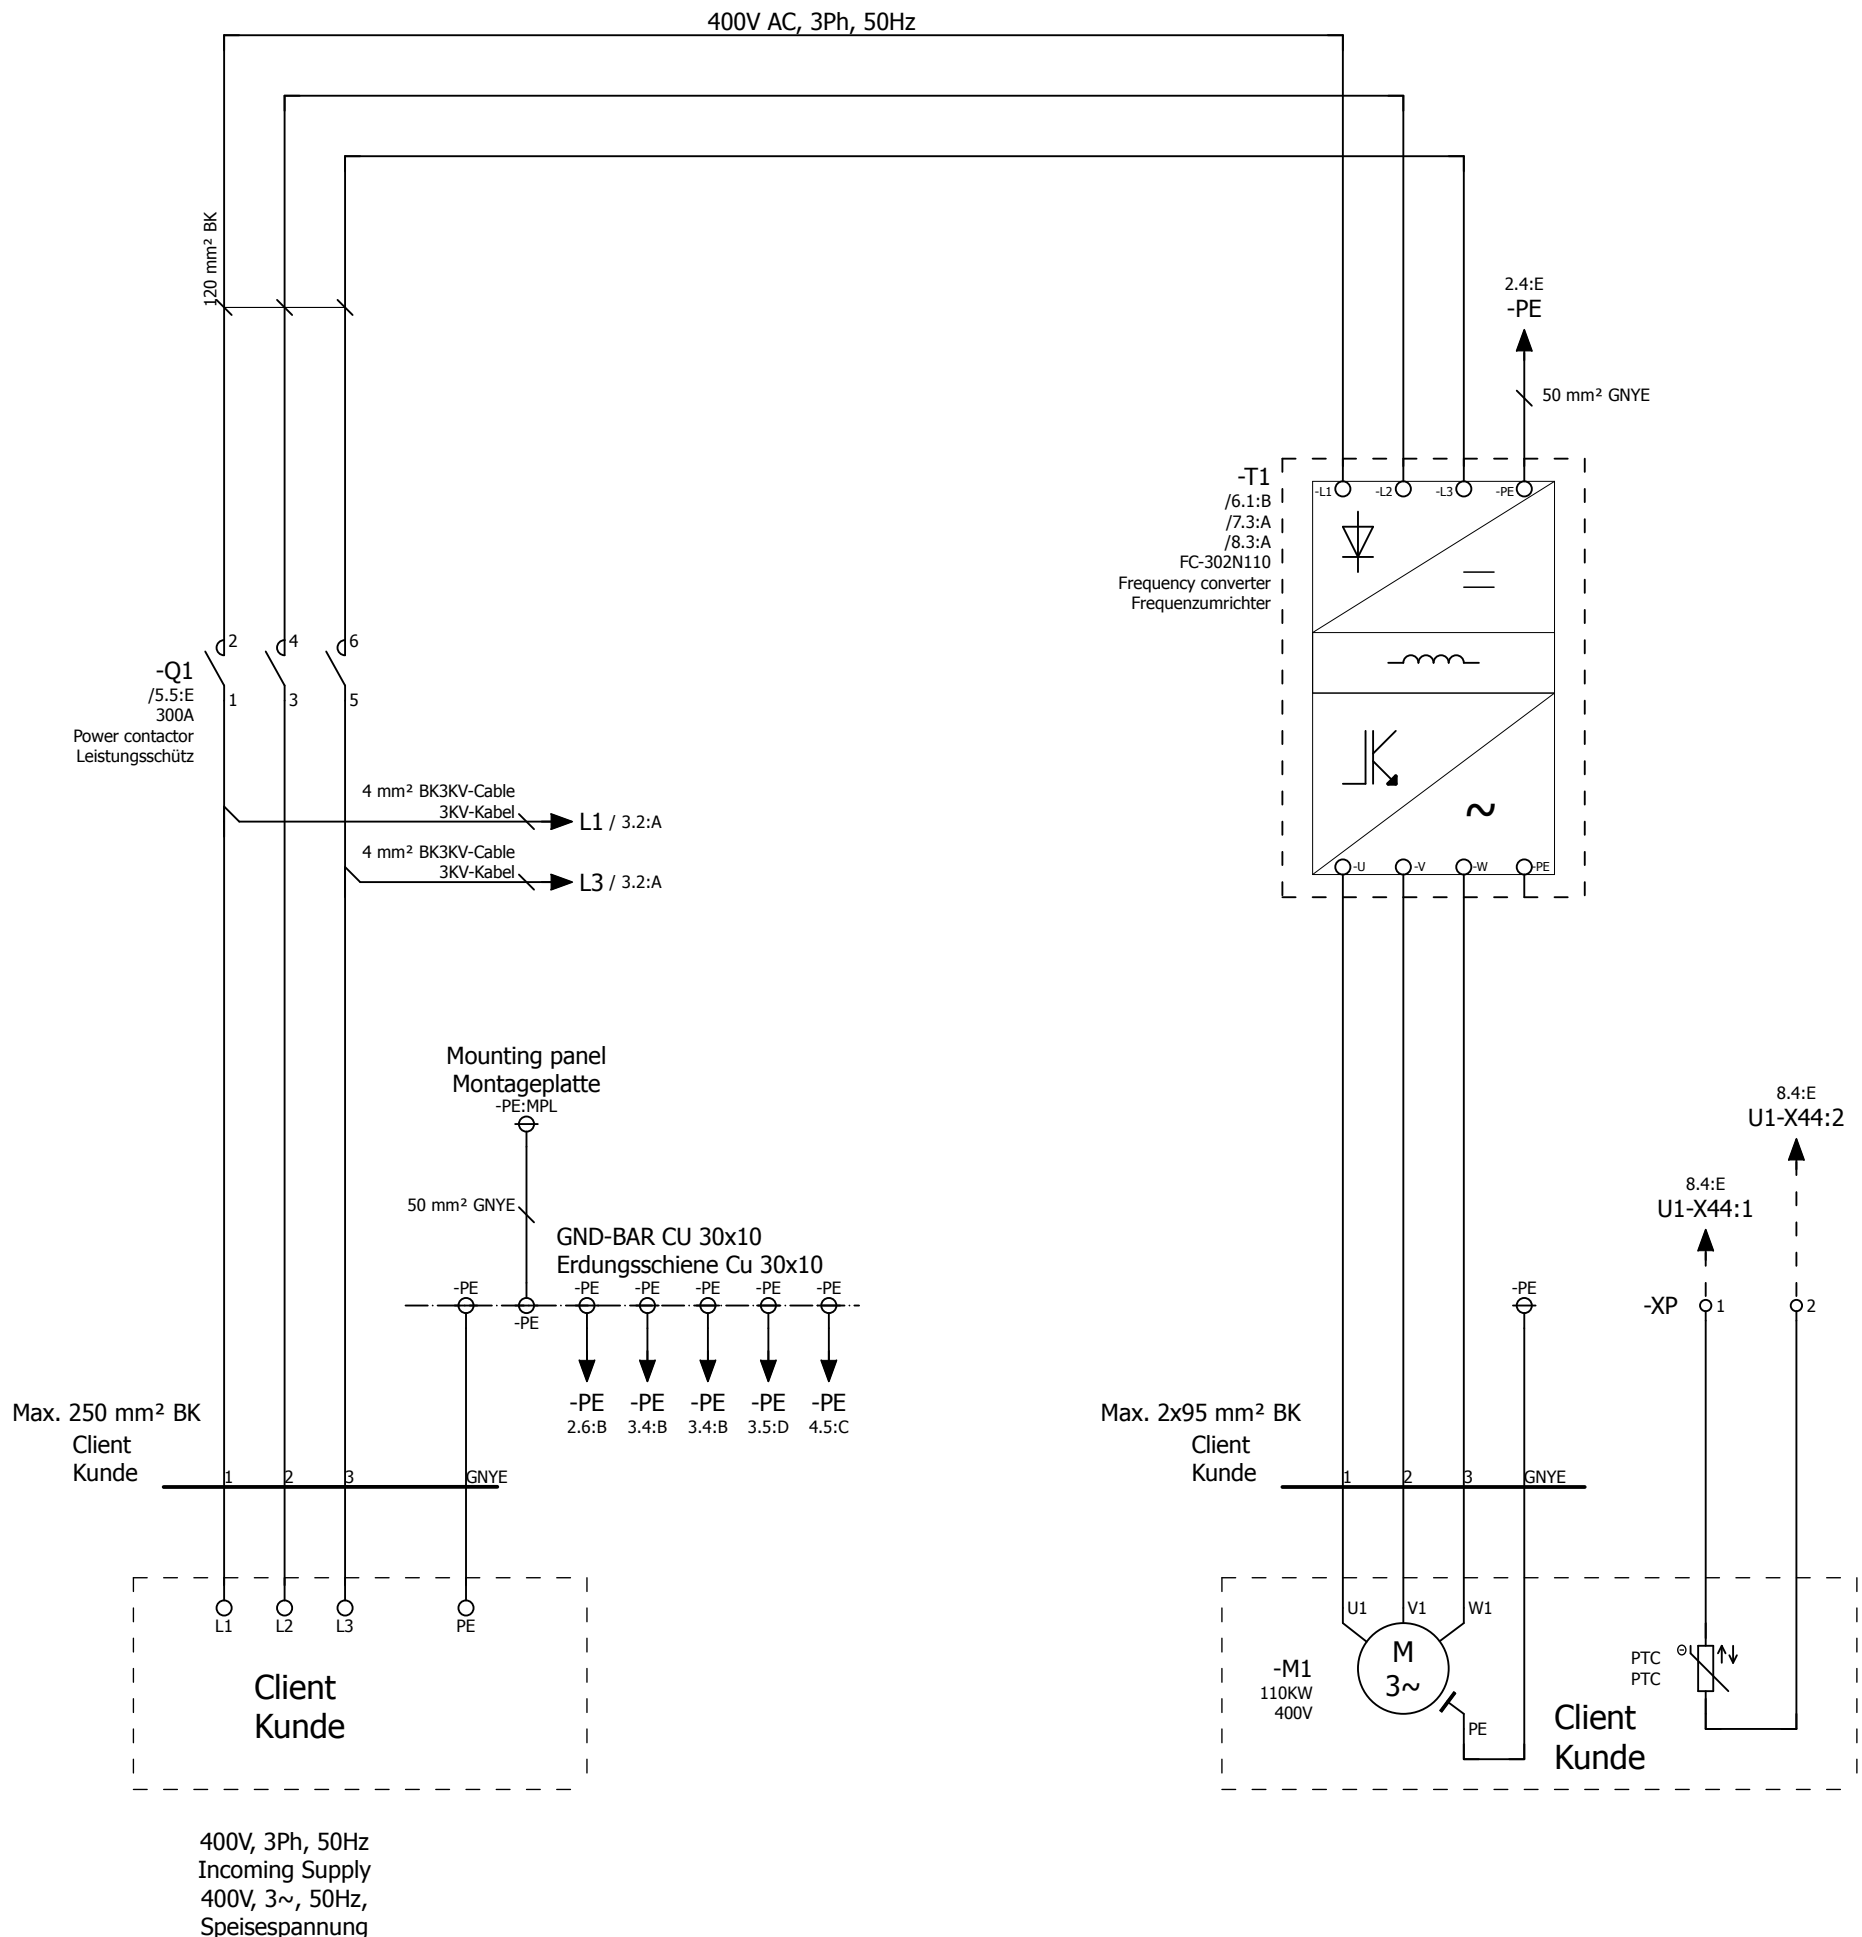 400V AC, 3Ph, 50Hz
120 mm² BK
2.4:E
-PE
50 mm² GNYE
-T1
/6.1:B
/7.3:A
/8.3:A
FC-302N110
Frequency converter
Frequenzumrichter
-L1
-L2
-L3
-PE
~
-U
-V
-W
-PE
2
4
6
-Q1
/5.5:E
300A
Power contactor
Leistungsschütz
1
3
5
4 mm² BK3KV-Cable
3KV-Kabel
L1 / 3.2:A
4 mm² BK3KV-Cable
3KV-Kabel
L3 / 3.2:A
Mounting panel
Montageplatte
-PE:MPL
50 mm² GNYE
GND-BAR CU 30x10
Erdungsschiene Cu 30x10
-PE
-PE
-PE
-PE
-PE
-PE
-PE
-PE
2.6:B
-PE
3.4:B
-PE
3.4:B
-PE
3.5:D
-PE
4.5:C
Max. 250 mm² BK
Client
Kunde
1
2
3
GNYE
L1
L2
L3
PE
Client
Kunde
400V, 3Ph, 50Hz
Incoming Supply
400V, 3~, 50Hz,
Speisespannung
8.4:E
U1-X44:2
8.4:E
U1-X44:1
-PE
-XP
1
2
Max. 2x95 mm² BK
Client
Kunde
1
2
3
GNYE
U1
V1
W1
M
3~
-M1
110KW
400V
PE
PTC
PTC
Θ
Client
Kunde